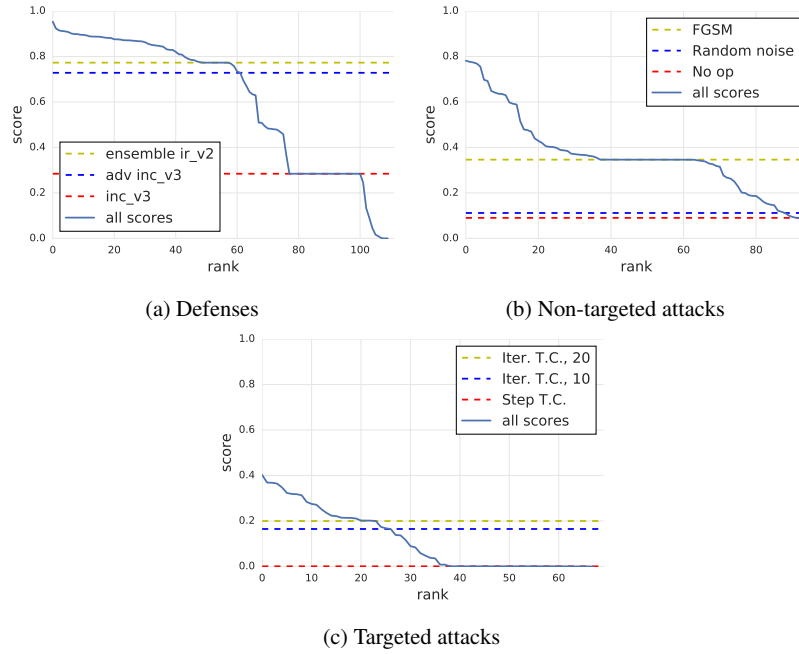 1.0
0.8
0.6
0.4
0.2
0.0
score
0 20 40 60 80 100
rank
ensemble ir_v2
adv inc_v3
inc_v3
all scores
(a) Defenses
1.0
0.8
0.6
0.4
0.2
0.0
score
0 20 40 60 80
rank
FGSM
Random noise
No op
all scores
(b) Non-targeted attacks
1.0
0.8
0.6
0.4
0.2
0.0
score
0 10 20 30 40 50 60
rank
Iter. T.C., 20
Iter. T.C., 10
Step T.C.
all scores
(c) Targeted attacks